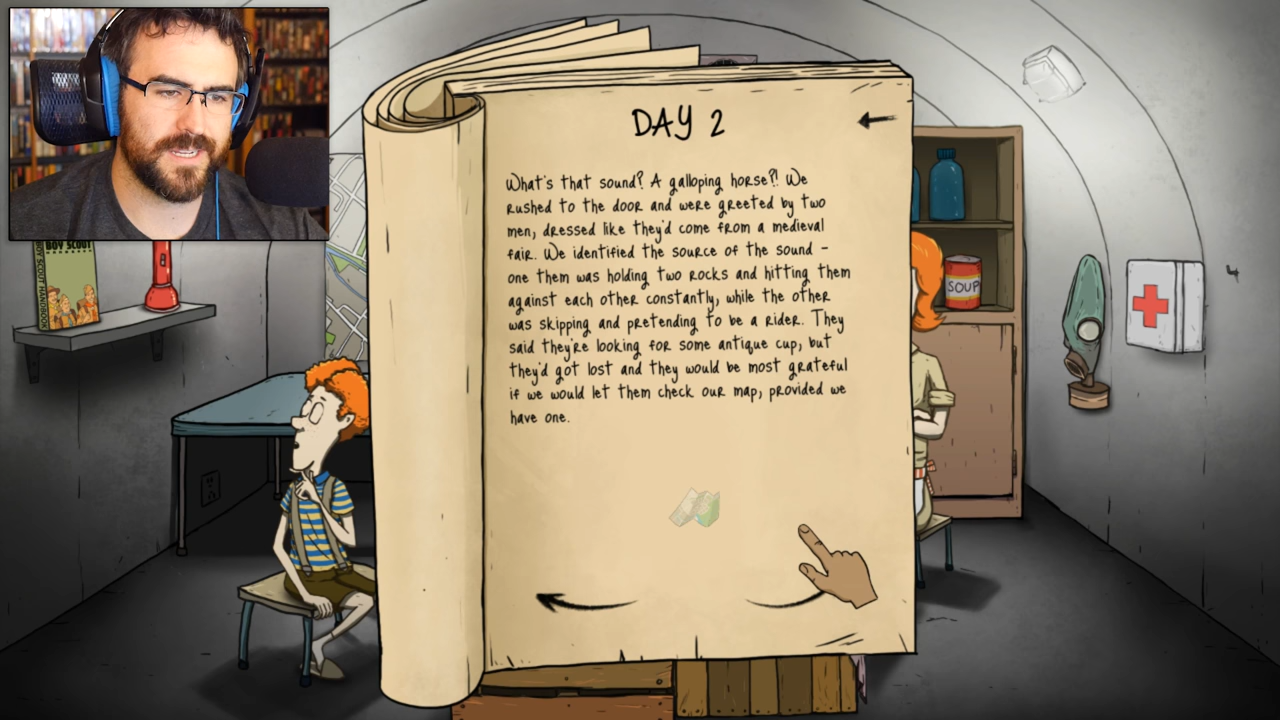 DAY 2
What's that sound? A galloping horse?! We
rushed to the door and were greeted by two
men, dressed like they'd come from a medieval
fair. We identified the source of the sound -
one them was holding two rocks and hitting them
against each other constantly, while the other
was skipping and pretending to be a rider. They
said they're looking for some antique cup, but
they'd got lost and they would be most grateful
if we would let them check our map, provided we
have one.
BOY SCOUT
BOY SCOUT HANDBOOK
SOUP